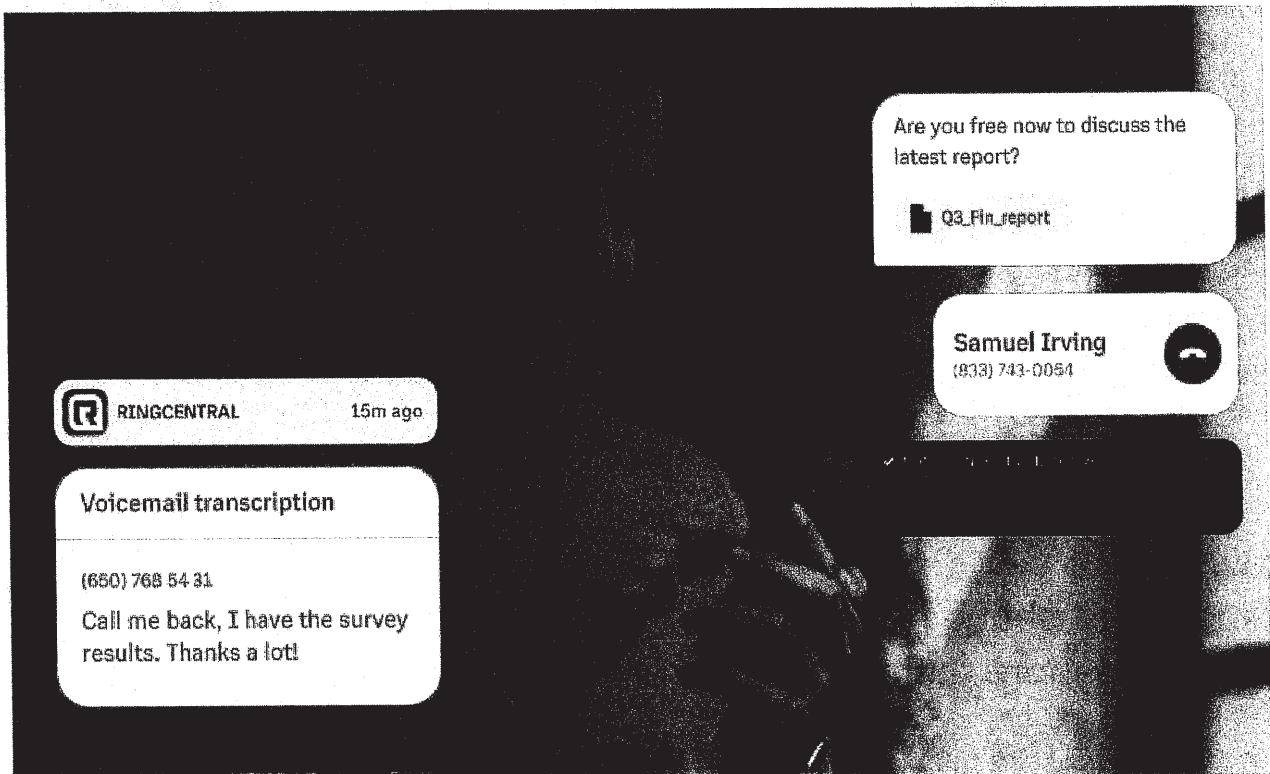 Are you free now to discuss the
latest report?
Q3_Fin_report
Samuel Irving
(833) 743-0054
RINGCENTRAL
15m ago
Voicemail transcription
(650) 768 54 31
Call me back, I have the survey
results. Thanks a lot!